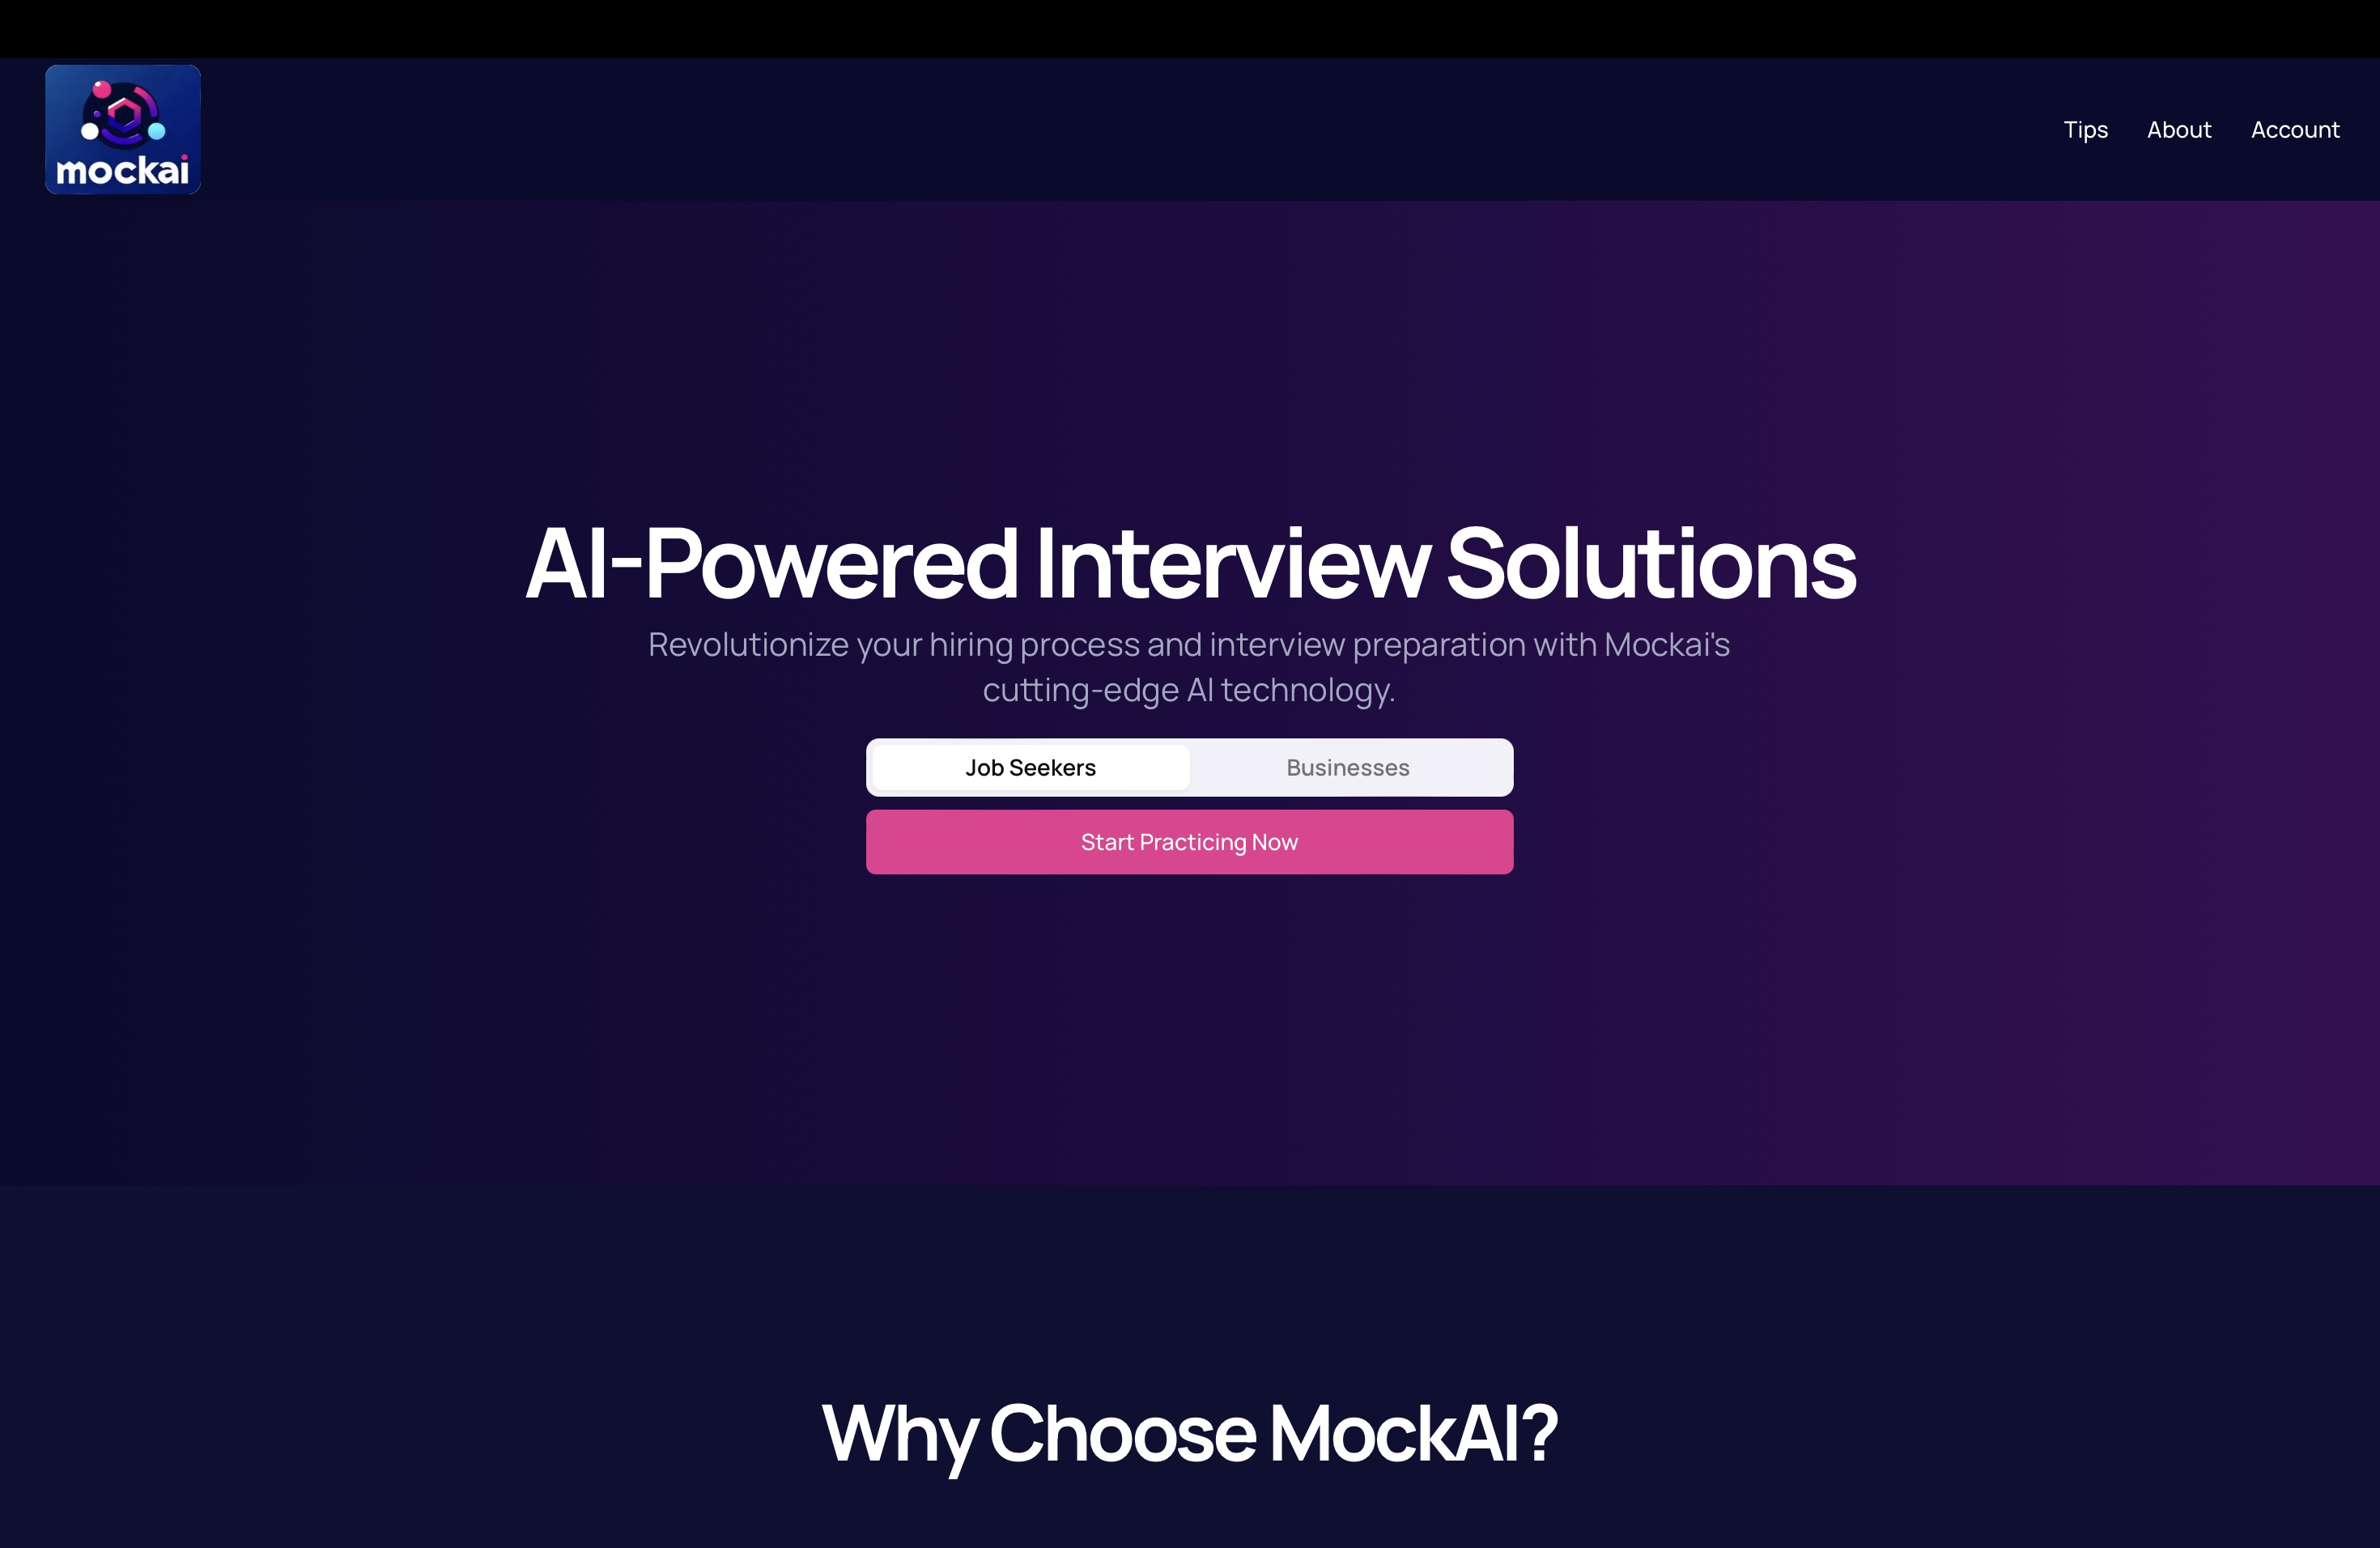 mockai
Tips About Account
AI-Powered Interview Solutions
Revolutionize your hiring process and interview preparation with Mockai's
cutting-edge AI technology.
Job Seekers Businesses
Start Practicing Now
Why Choose MockAI?